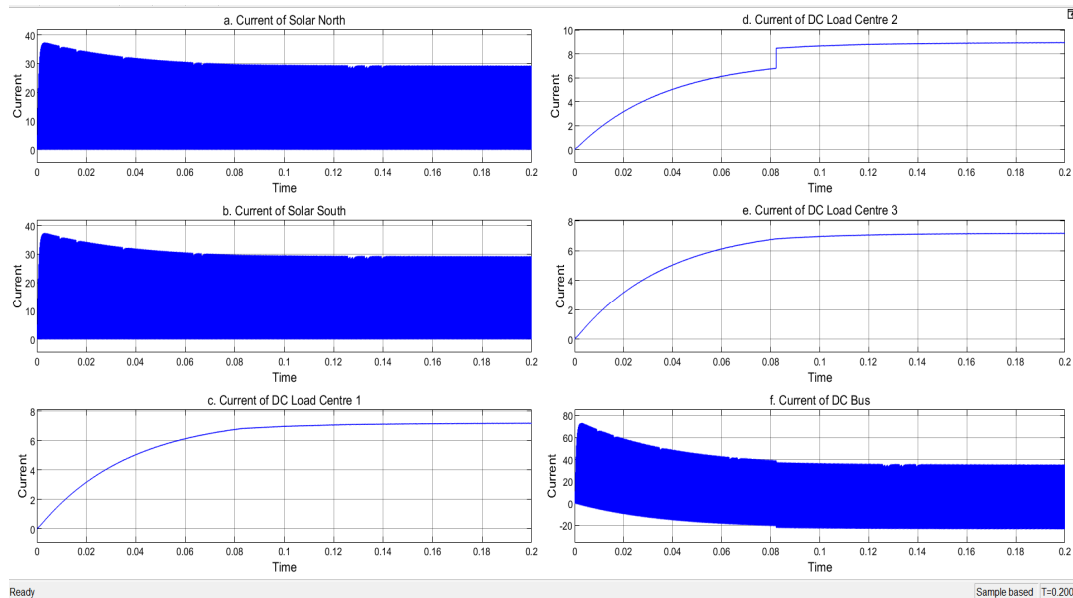 a. Current of Solar North
40
30
20
10
0
Current
0 0.02 0.04 0.06 0.08 0.1 0.12 0.14 0.16 0.18 0.2
Time
b. Current of Solar South
40
30
20
10
0
Current
0 0.02 0.04 0.06 0.08 0.1 0.12 0.14 0.16 0.18 0.2
Time
c. Current of DC Load Centre 1
8
6
4
2
0
Current
0 0.02 0.04 0.06 0.08 0.1 0.12 0.14 0.16 0.18 0.2
Time
d. Current of DC Load Centre 2
10
8
6
4
2
0
Current
0 0.02 0.04 0.06 0.08 0.1 0.12 0.14 0.16 0.18 0.2
Time
e. Current of DC Load Centre 3
8
6
4
2
0
Current
0 0.02 0.04 0.06 0.08 0.1 0.12 0.14 0.16 0.18 0.2
Time
f. Current of DC Bus
80
60
40
20
0
-20
Current
0 0.02 0.04 0.06 0.08 0.1 0.12 0.14 0.16 0.18 0.2
Time
Ready
Sample based T=0.200